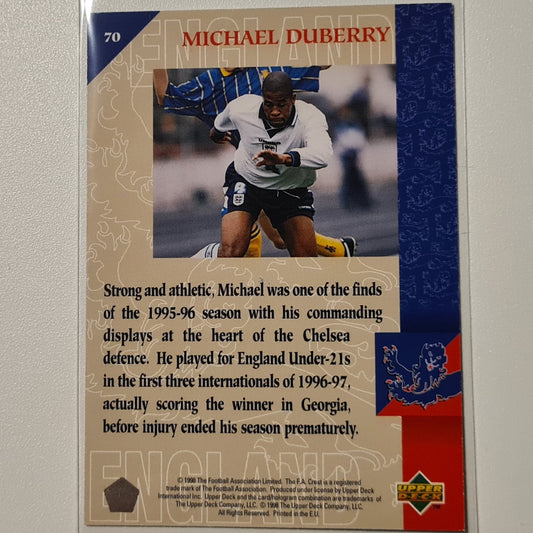 70
MICHAEL DUBERRY
ENGLAND
Strong and athletic, Michael was one of the finds
of the 1995-96 season with his commanding
displays at the heart of the Chelsea
defence. He played for England Under-21s
in the first three internationals of 1996-97,
actually scoring the winner in Georgia,
before injury ended his season prematurely.
ENGLAND
© 1998 The Football Association Limited. The F.A. Crest is a registered
trade mark of The Football Association. Produced under license by Upper Deck
International Inc. Upper Deck and the card/hologram combination are trademarks of
The Upper Deck Company, LLC. © 1998 The Upper Deck Company, LLC.
All Rights Reserved. Printed in the E.U.
UPPER
DECK